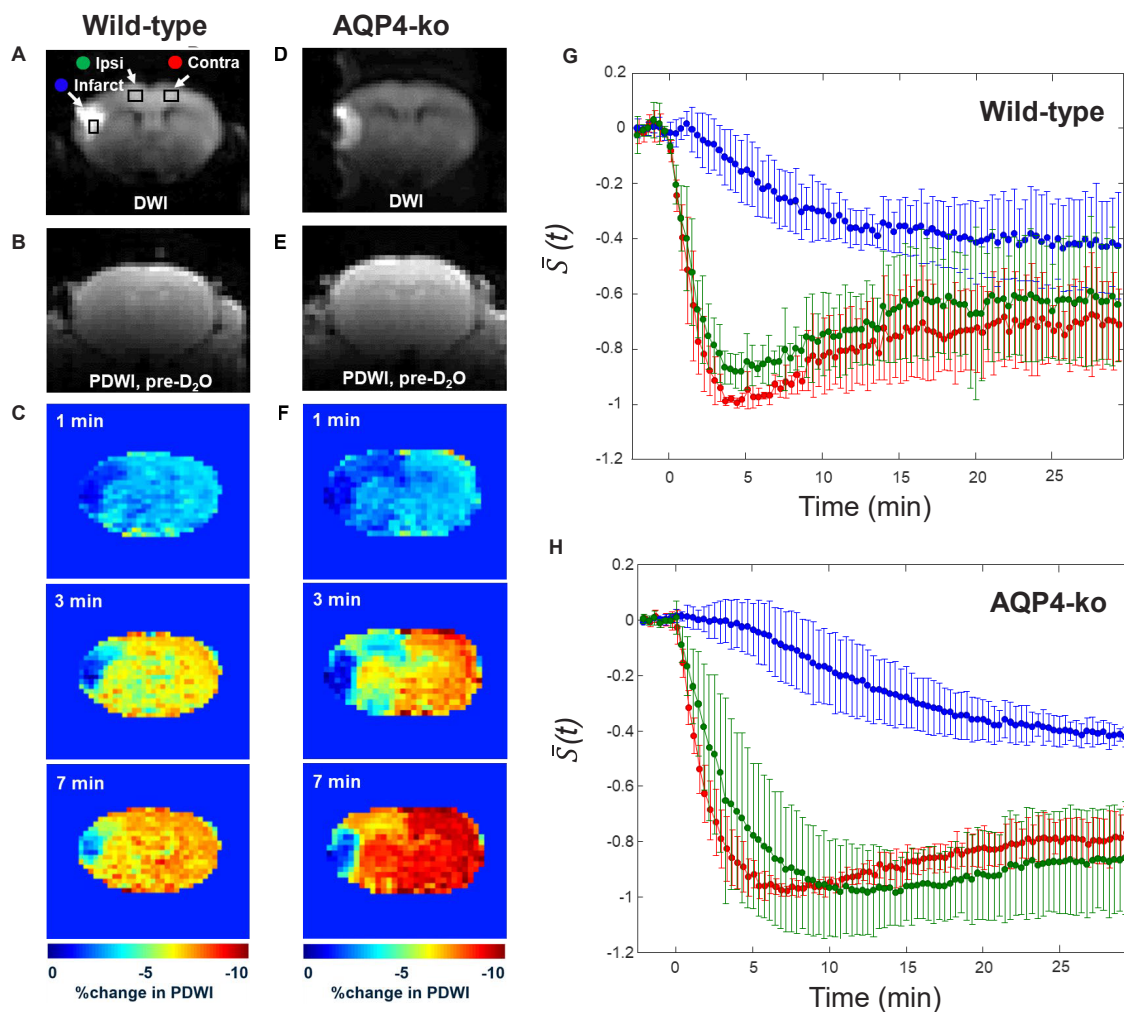 Wild-type
AQP4-ko
A
Ipsi
Contra
Infarct
DWI
D
DWI
B
PDWI, pre-D₂O
E
PDWI, pre-D₂O
C
1 min
3 min
7 min
F
1 min
3 min
7 min
0 -5 -10
%change in PDWI
0 -5 -10
%change in PDWI
G
Wild-type
0.2
0
-0.2
-0.4
-0.6
-0.8
-1
-1.2
S̄ (t)
0 5 10 15 20 25
Time (min)
H
AQP4-ko
0.2
0
-0.2
-0.4
-0.6
-0.8
-1
-1.2
S̄ (t)
0 5 10 15 20 25
Time (min)